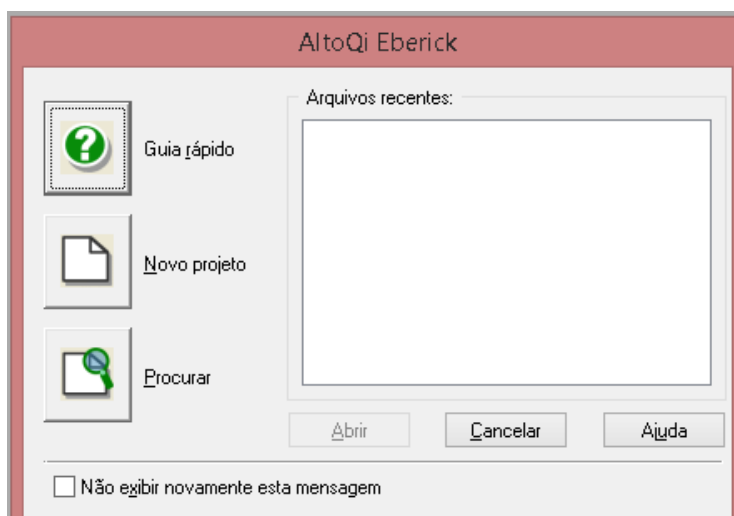 AltoQi Eberick
Arquivos recentes:
Guia rápido
Novo projeto
Procurar
Abrir
Cancelar
Ajuda
Não exibir novamente esta mensagem